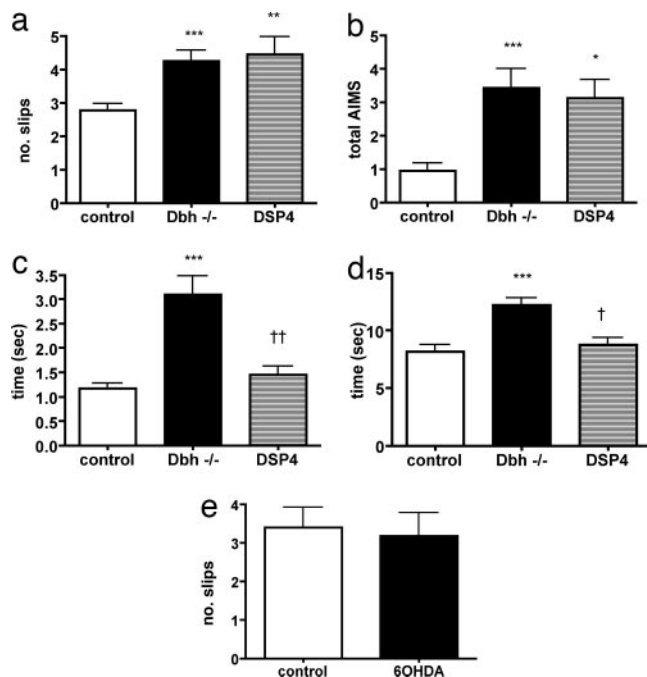 a
5
4
3
2
1
0
no. slips
***
**
control Dbh -/- DSP4
b
5
4
3
2
1
0
total AIMS
***
*
control Dbh -/- DSP4
c
3.5
3.0
2.5
2.0
1.5
1.0
0.5
0.0
time (sec)
***
††
control Dbh -/- DSP4
d
15
10
5
0
time (sec)
***
†
control Dbh -/- DSP4
e
4
3
2
1
0
no. slips
control 6OHDA